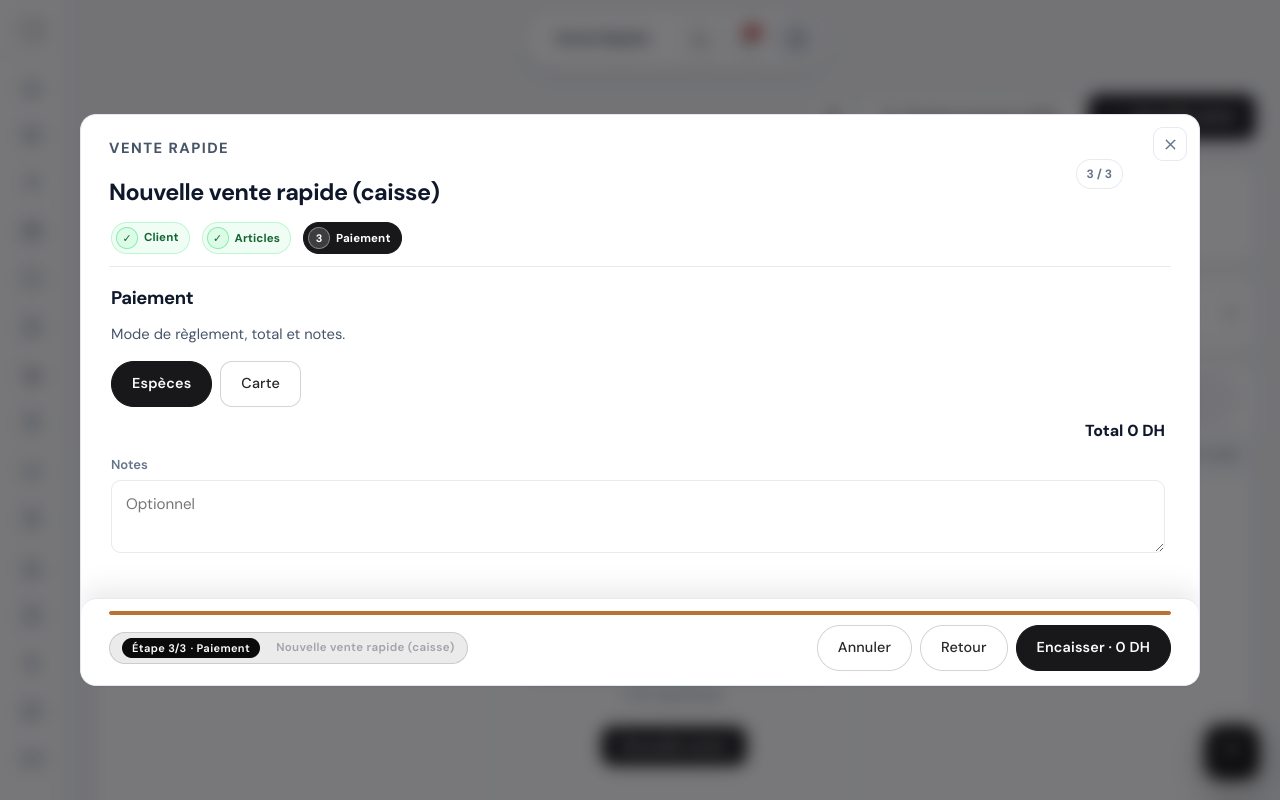 VENTE RAPIDE
3 / 3
Nouvelle vente rapide (caisse)
✓ Client ✓ Articles 3 Paiement
Paiement
Mode de règlement, total et notes.
Espèces Carte
Total 0 DH
Notes
Optionnel
Étape 3/3 · Paiement Nouvelle vente rapide (caisse) Annuler Retour Encaisser · 0 DH